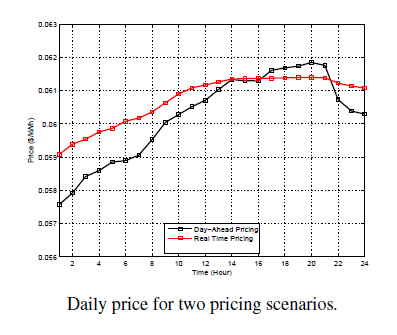 0.063
0.062
0.061
0.06
0.059
0.058
0.057
0.056
Price ($/kWh)
Day-Ahead Pricing
Real Time Pricing
2 4 6 8 10 12 14 16 18 20 22 24
Time (Hour)
Daily price for two pricing scenarios.